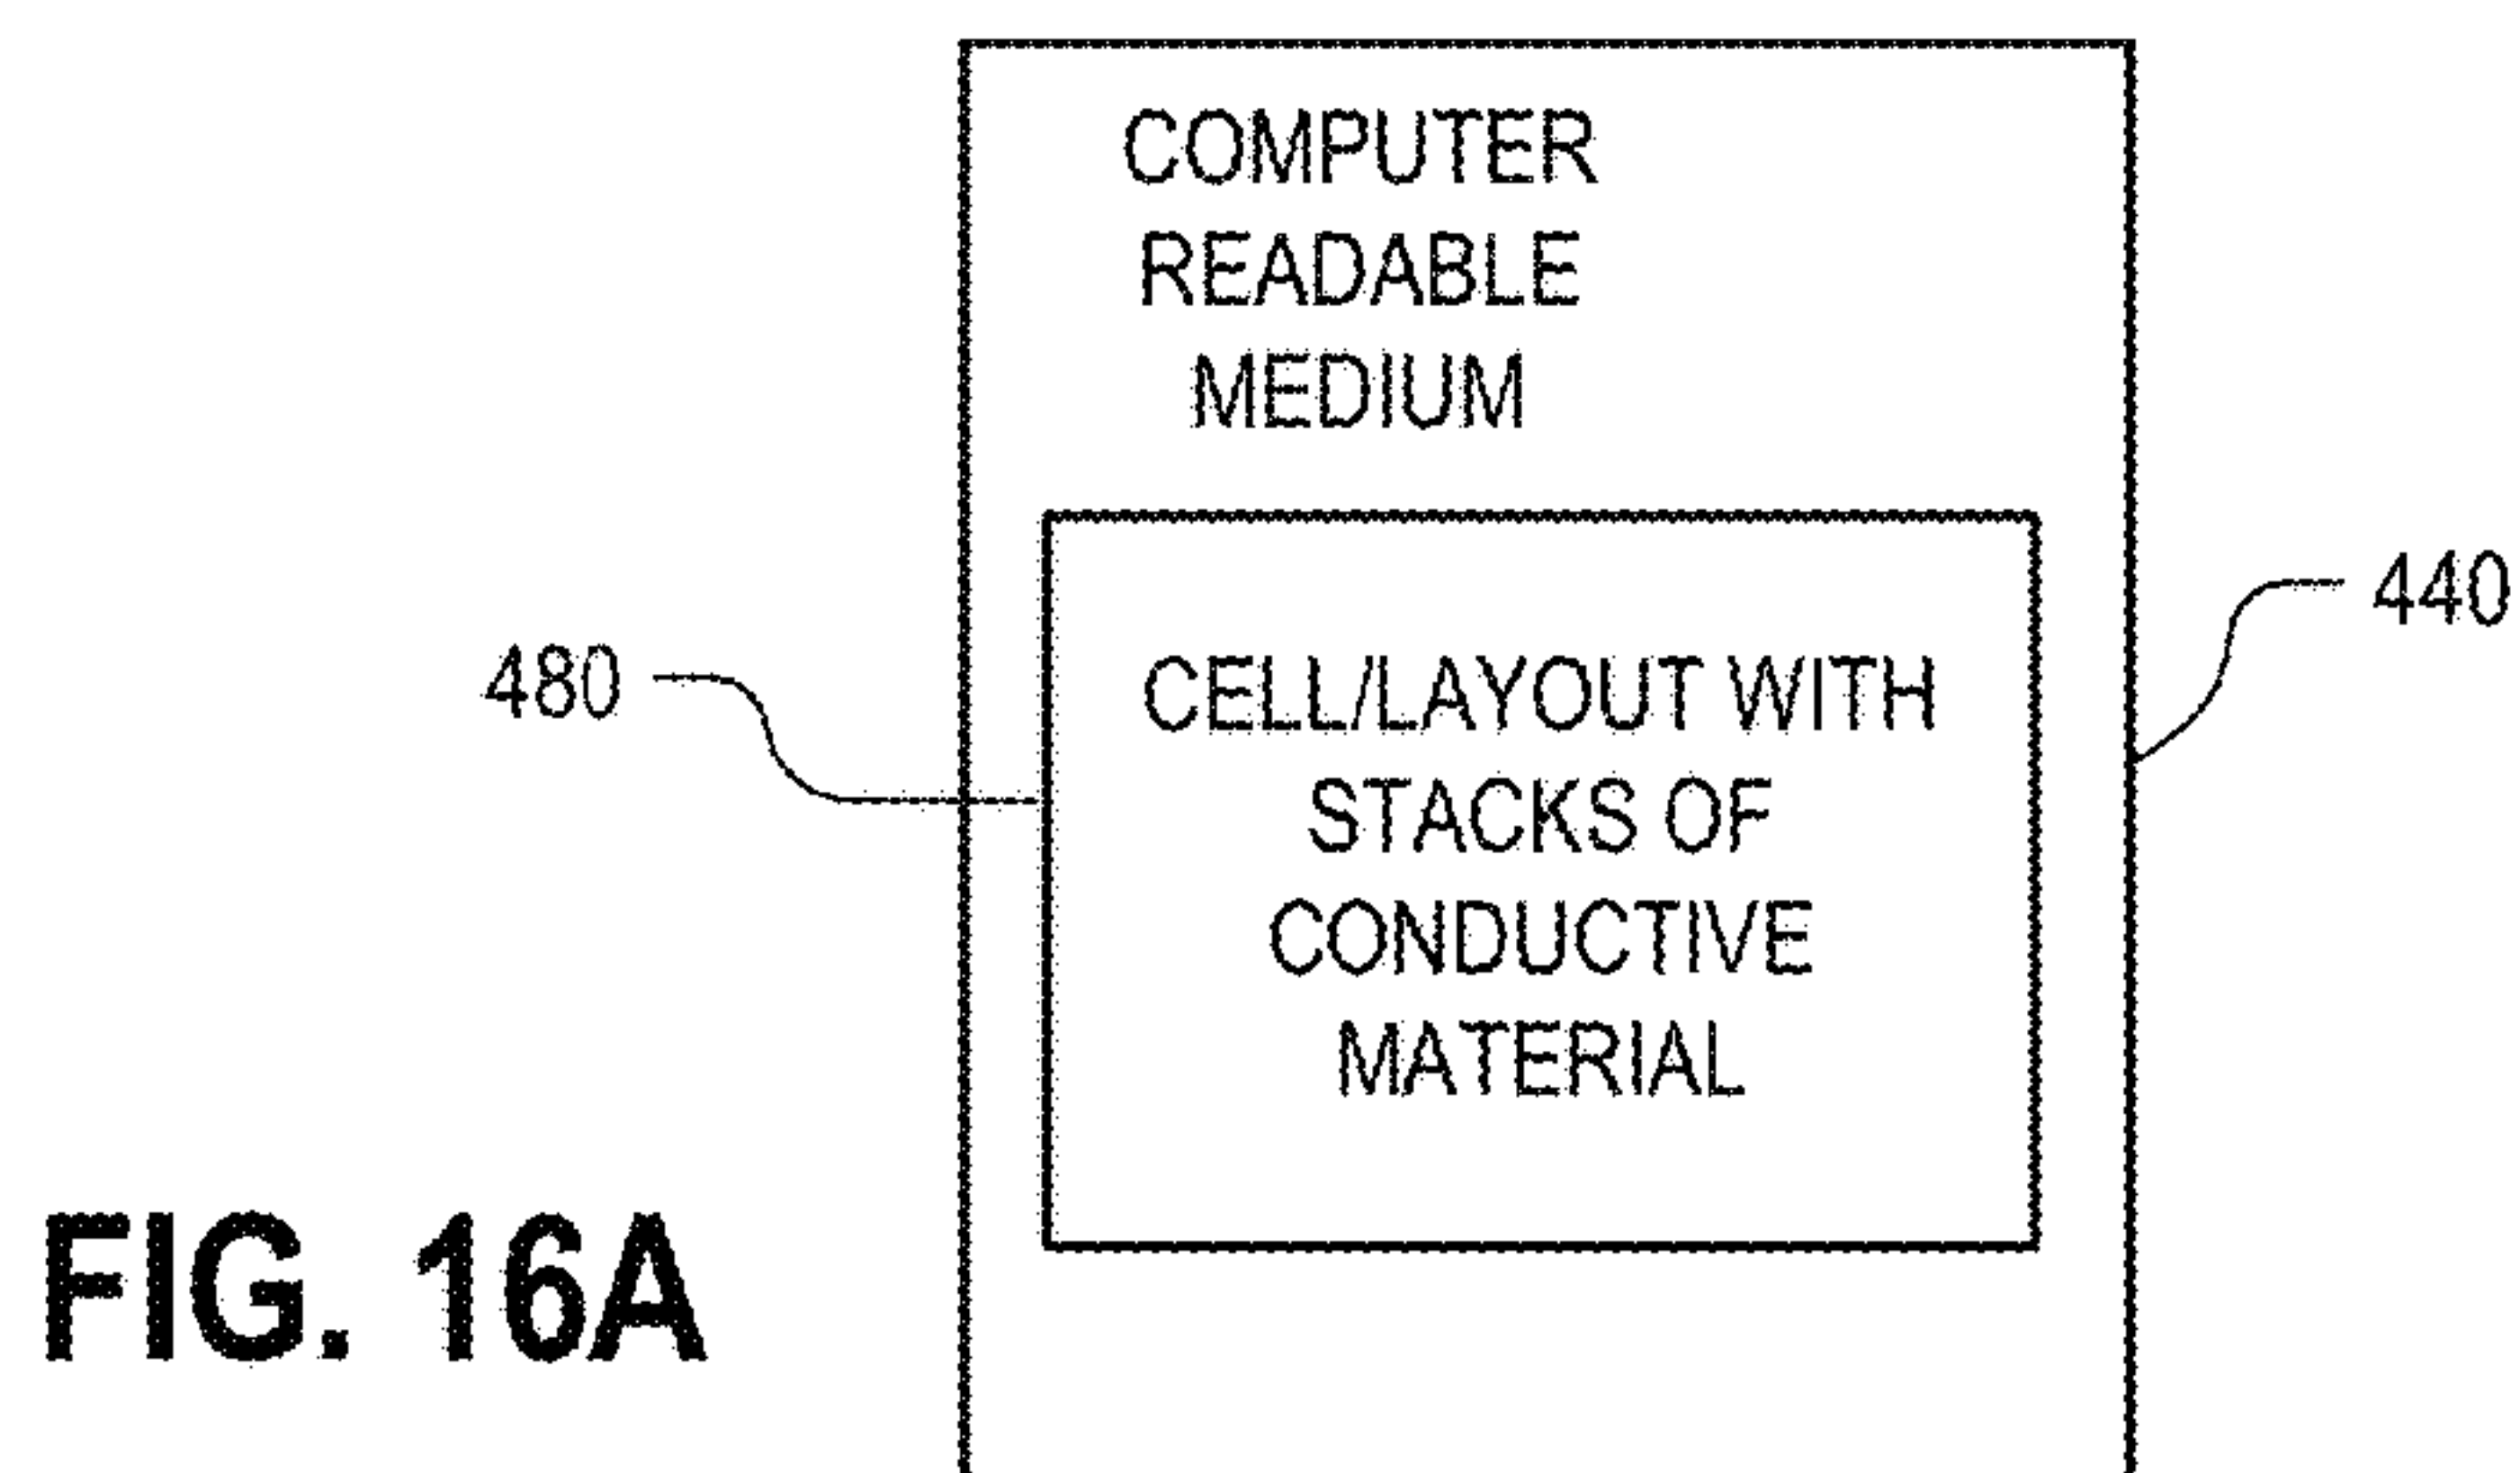 COMPUTER
READABLE
MEDIUM
440
480
CELL/LAYOUT WITH
STACKS OF
CONDUCTIVE
MATERIAL
FIG. 16A